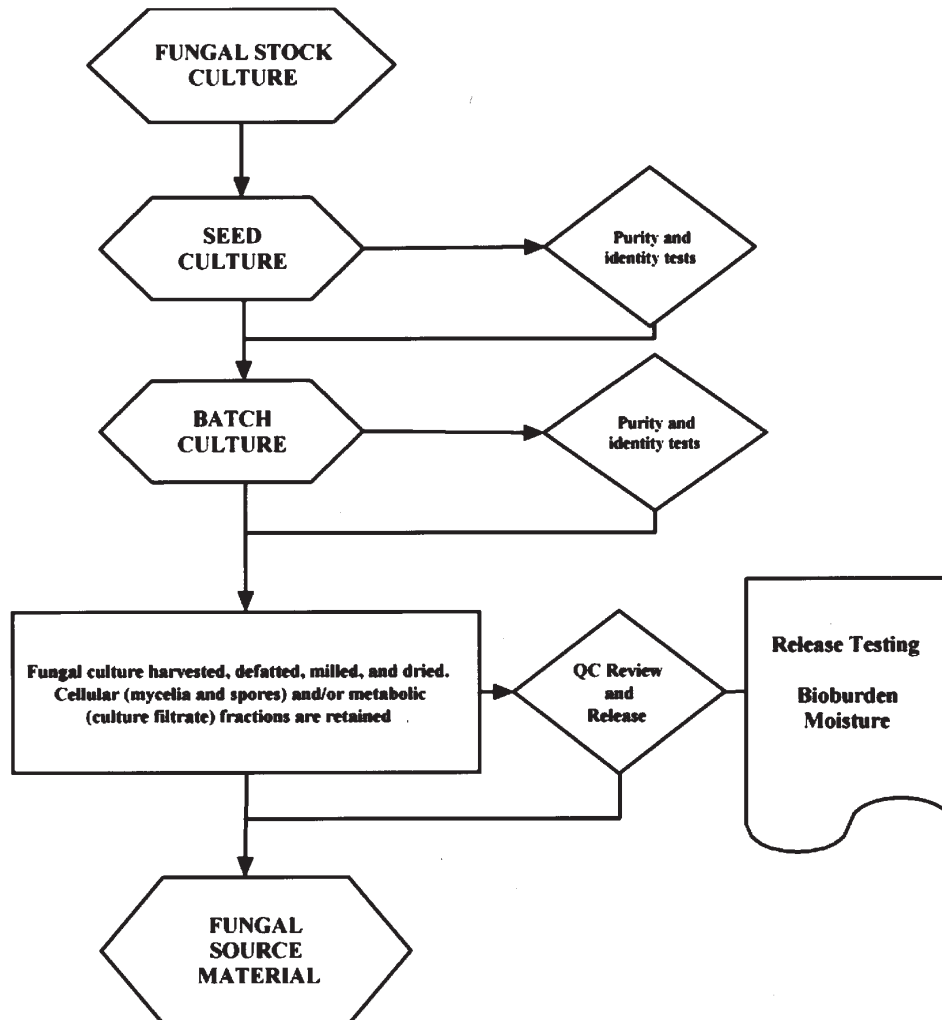 FUNGAL STOCK
CULTURE
SEED
CULTURE
Purity and
identity tests
BATCH
CULTURE
Purity and
identity tests
Fungal culture harvested, defatted, milled, and dried.
Cellular (mycelia and spores) and/or metabolic
(culture filtrate) fractions are retained
QC Review
and
Release
Release Testing
Bioburden
Moisture
FUNGAL
SOURCE
MATERIAL